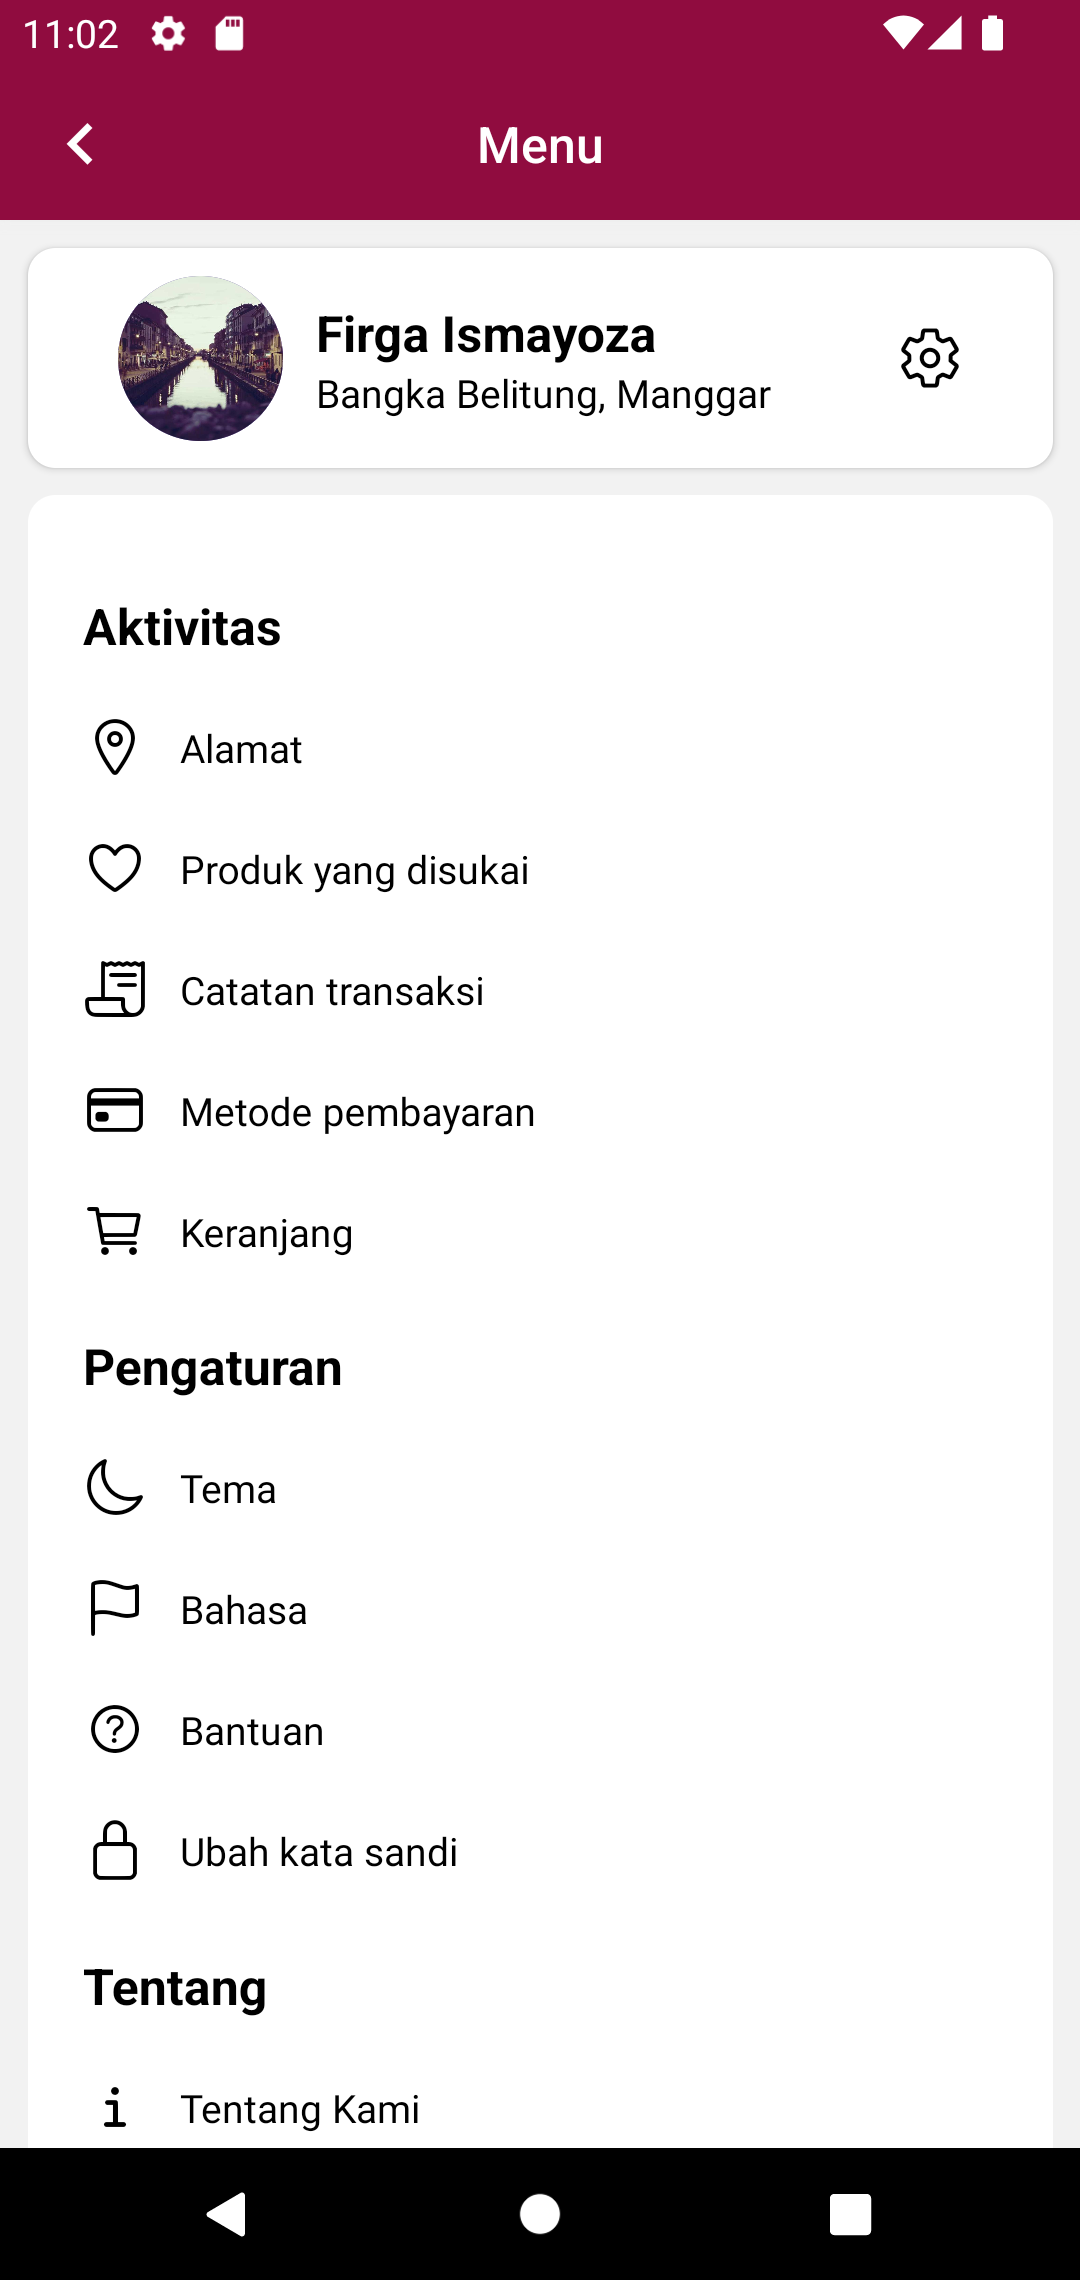 11:02
Menu
Firga Ismayoza
Bangka Belitung, Manggar
Aktivitas
Alamat
Produk yang disukai
Catatan transaksi
Metode pembayaran
Keranjang
Pengaturan
Tema
Bahasa
Bantuan
Ubah kata sandi
Tentang
Tentang Kami